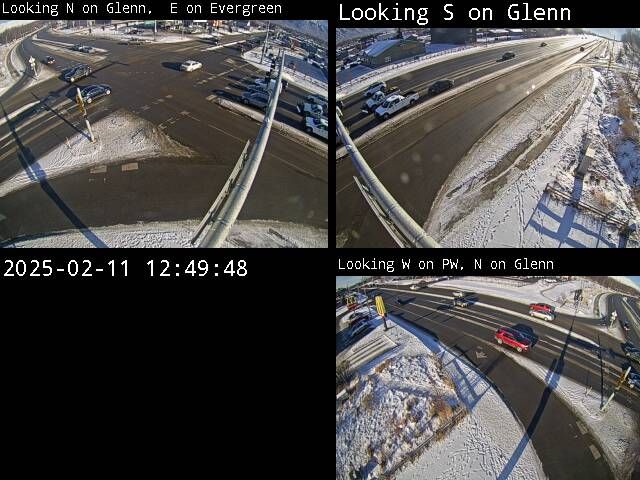 Looking N on Glenn,  E on Evergreen
Looking S on Glenn
2025-02-11 12:49:48
Looking W on PW, N on Glenn